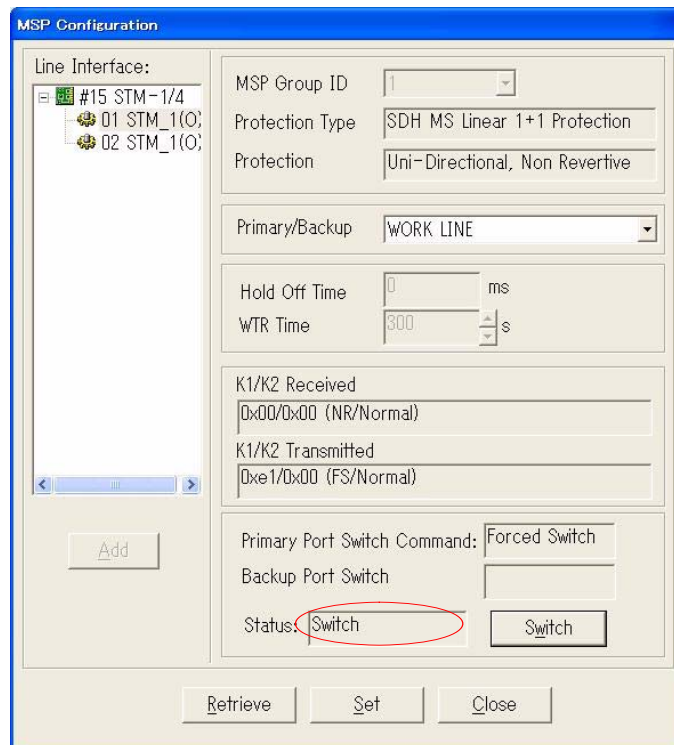 MSP Configuration
Line Interface:
#15 STM-1/4
01 STM_1(O)
02 STM_1(O)
Add
MSP Group ID 1
Protection Type SDH MS Linear 1+1 Protection
Protection Uni-Directional, Non Revertive
Primary/Backup WORK LINE
Hold Off Time 0 ms
WTR Time 300 s
K1/K2 Received
0x00/0x00 (NR/Normal)
K1/K2 Transmitted
0xe1/0x00 (FS/Normal)
Primary Port Switch Command: Forced Switch
Backup Port Switch
Status: Switch Switch
Retrieve Set Close